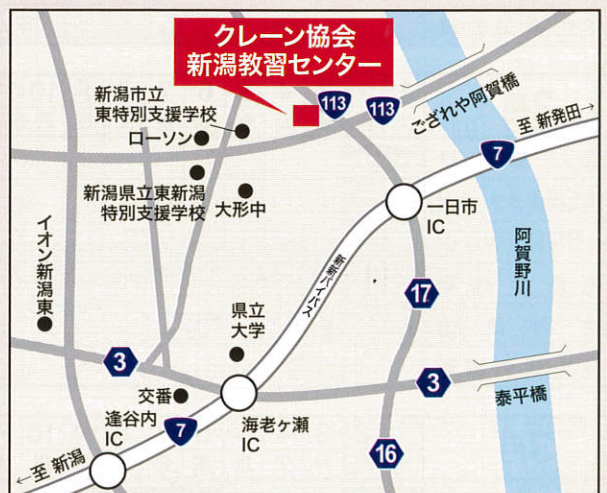 クレーン協会
新潟教習センター
新潟市立
東特別支援学校
ローソン
113
113
ござれや阿賀橋
至 新発田→
7
新潟県立東新潟
特別支援学校
大形中
一日市
IC
イオン新潟東
新新バイパス
阿賀野川
17
県立
大学
3
3
交番
泰平橋
逢谷内
IC
7
海老ヶ瀬
IC
16
←至 新潟